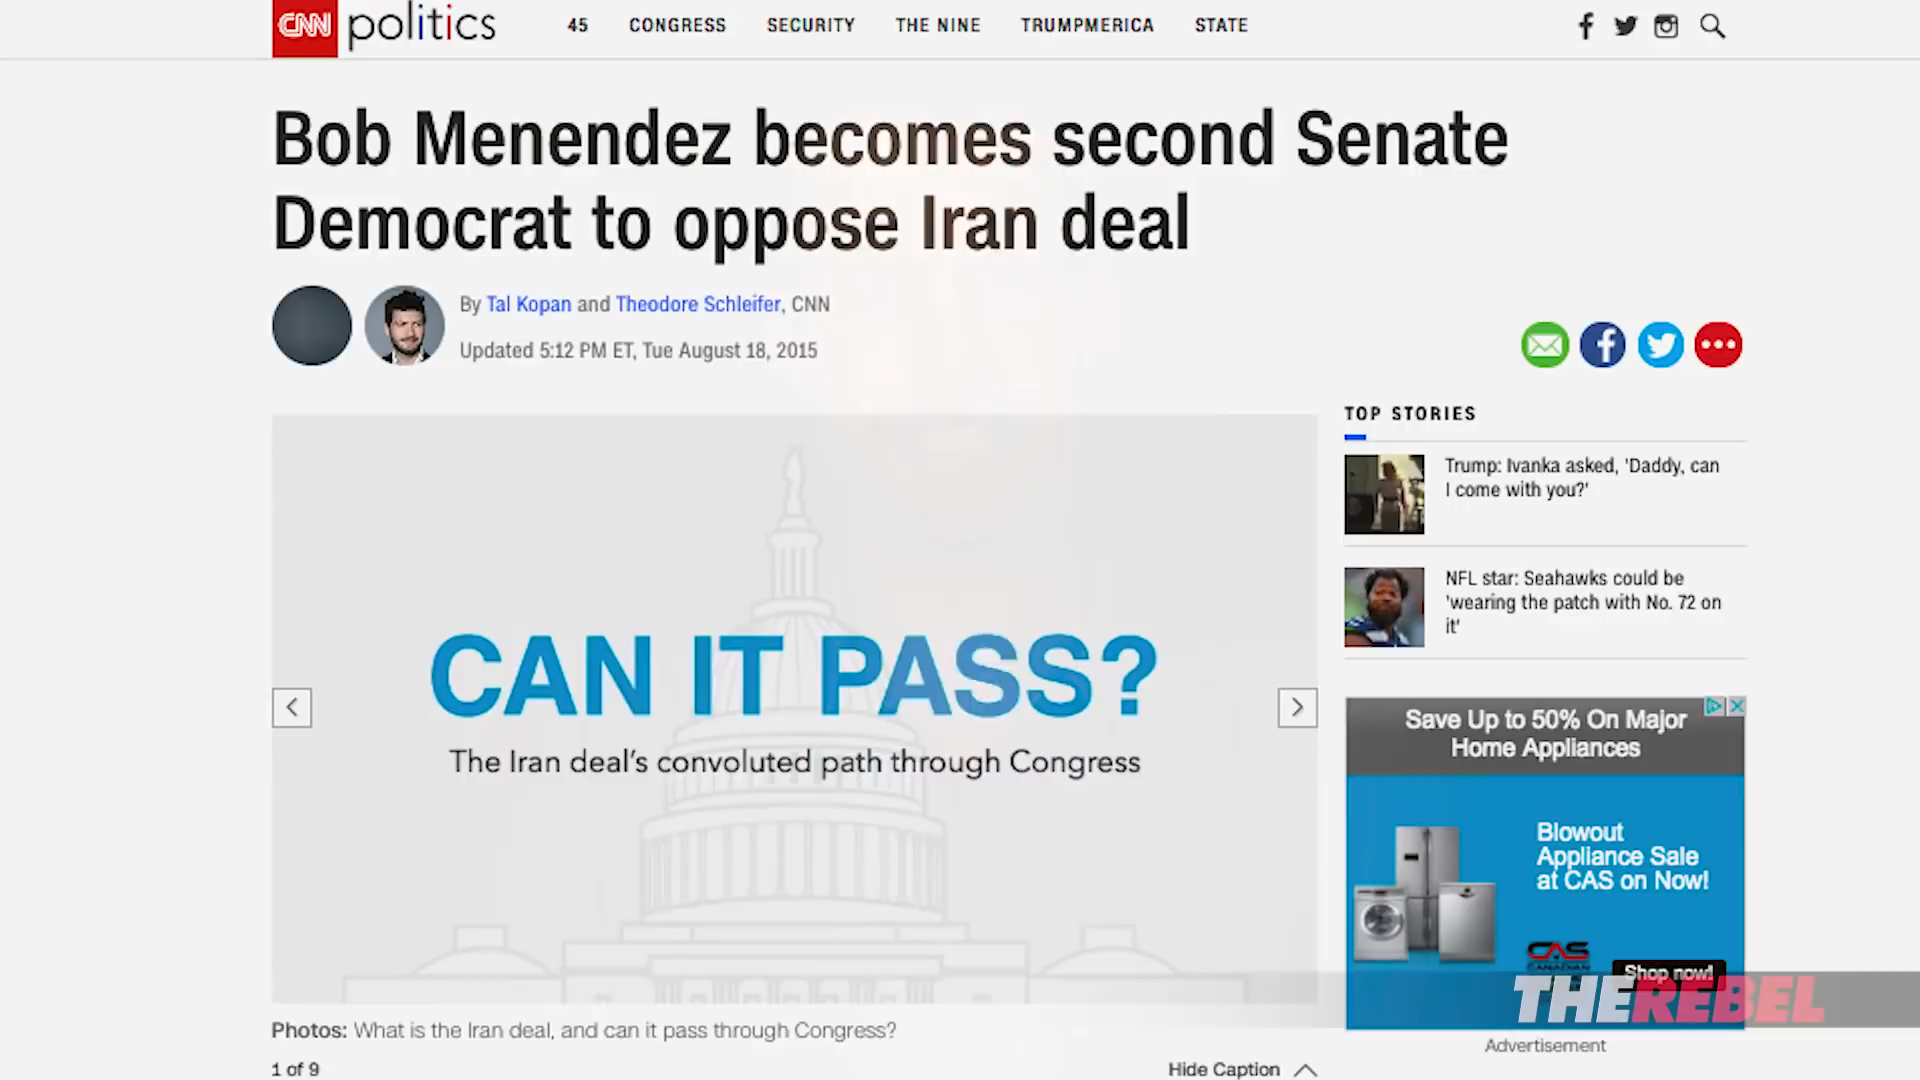 CNN politics 45 CONGRESS SECURITY THE NINE TRUMPMERICA STATE
Bob Menendez becomes second Senate
Democrat to oppose Iran deal
By Tal Kopan and Theodore Schleifer, CNN
Updated 5:12 PM ET, Tue August 18, 2015
CAN IT PASS?
The Iran deal's convoluted path through Congress
Photos: What is the Iran deal, and can it pass through Congress?
1 of 9
Hide Caption
TOP STORIES
Trump: Ivanka asked, 'Daddy, can
I come with you?'
NFL star: Seahawks could be
'wearing the patch with No. 72 on
it'
Save Up to 50% On Major
Home Appliances
Blowout
Appliance Sale
at CAS on Now!
CAS
CANADIAN
Shop now!
THE REBEL
Advertisement